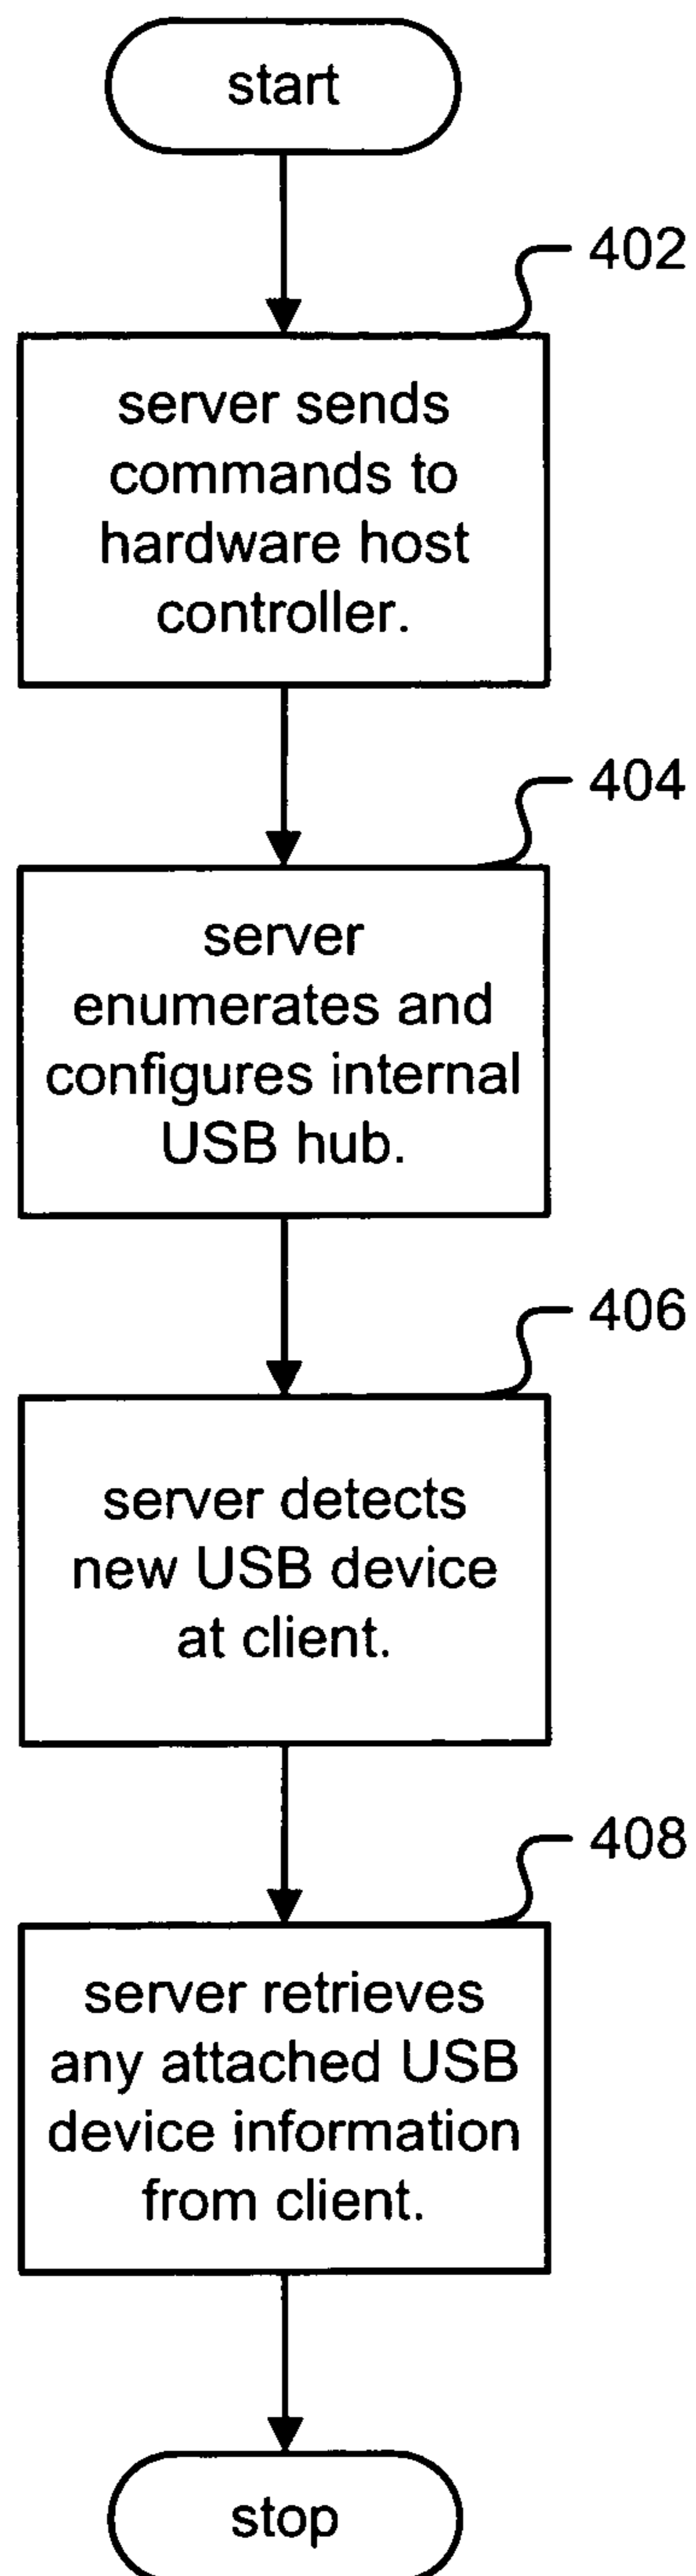 start
402
server sends
commands to
hardware host
controller.
404
server
enumerates and
configures internal
USB hub.
406
server detects
new USB device
at client.
408
server retrieves
any attached USB
device information
from client.
stop